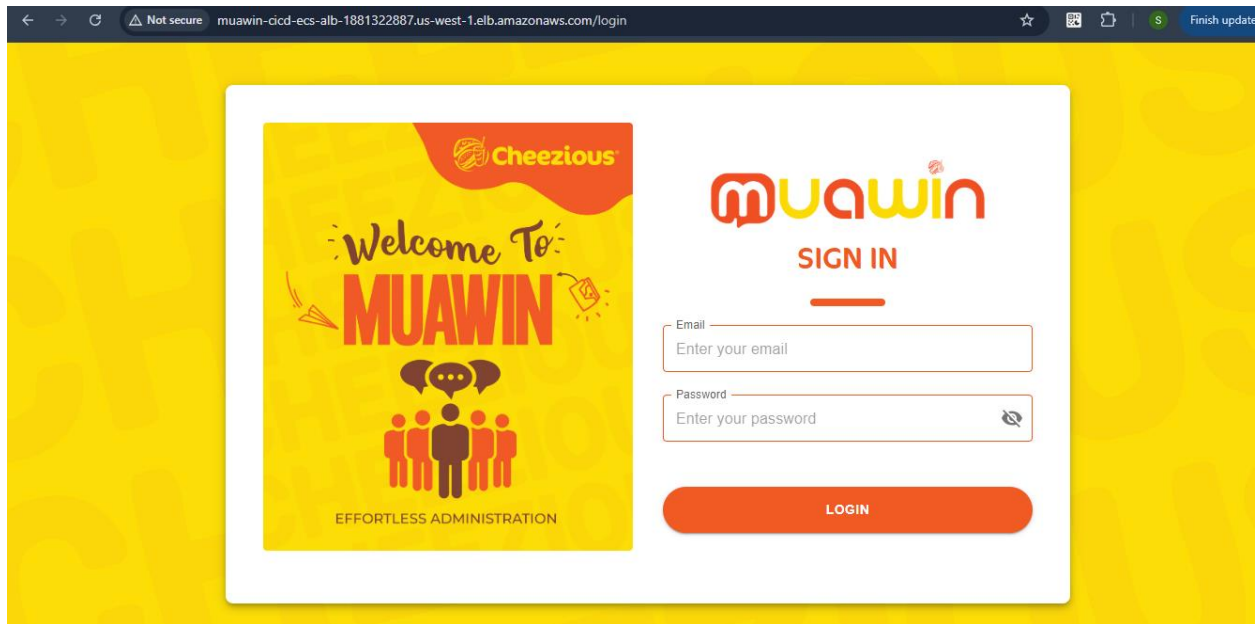 Not secure
muawin-cicd-ecs-alb-1881322887.us-west-1.elb.amazonaws.com/login
S
Finish update
Cheezious
Welcome To
MUAWIN
EFFORTLESS ADMINISTRATION
muawin
SIGN IN
Email
Enter your email
Password
Enter your password
LOGIN